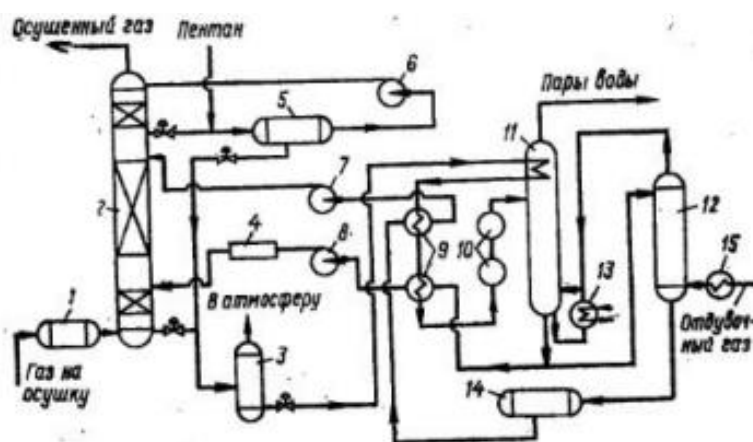 Осушенный газ
Пентан
6
5
Пары воды
11
7
2
12
4
8
9
10
15
13
В атмосферу
1
3
Отдувоч-
ный газ
Газ на
осушку
14